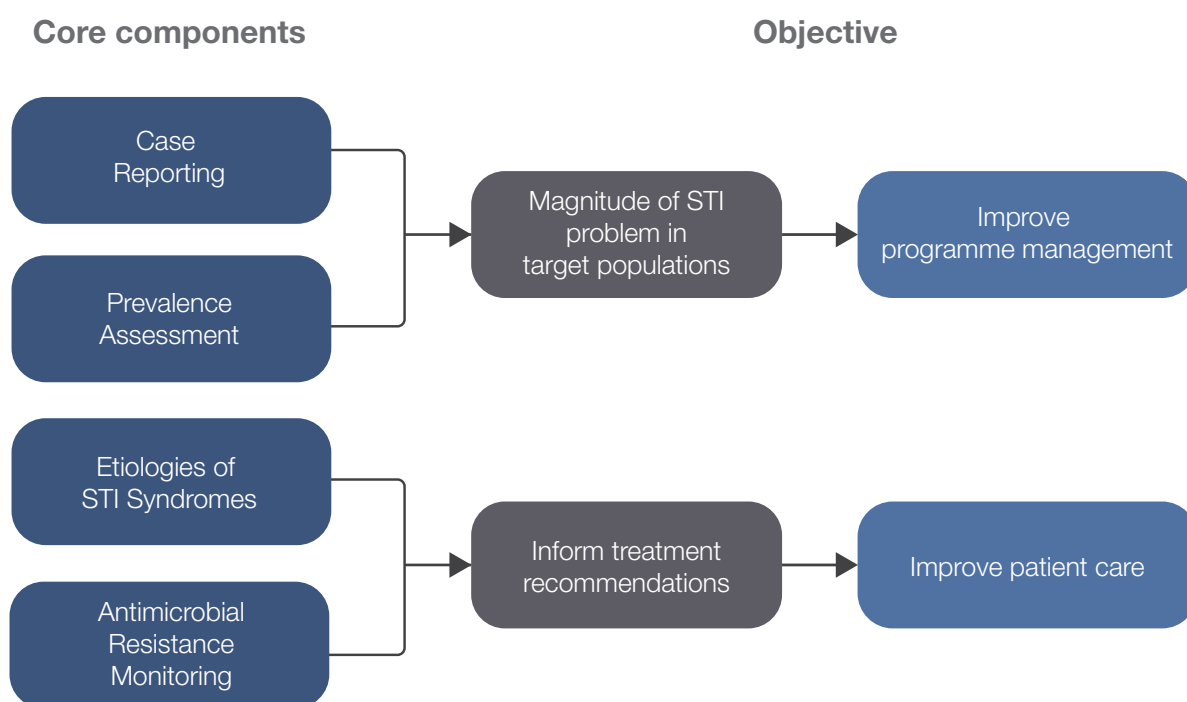 Core components
Objective
Case
Reporting
Prevalence
Assessment
Magnitude of STI
problem in
target populations
Improve
programme management
Etiologies of
STI Syndromes
Antimicrobial
Resistance
Monitoring
Inform treatment
recommendations
Improve patient care